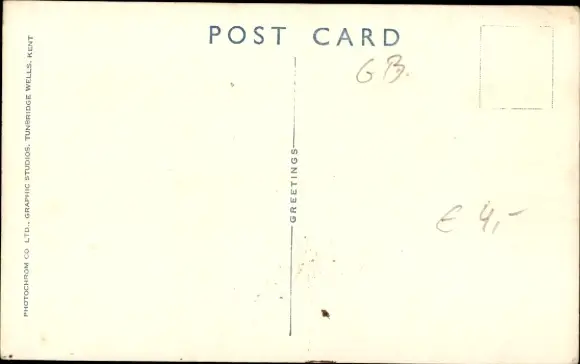 POST CARD
GB.
PHOTOCHROM CO. LTD., GRAPHIC STUDIOS, TUNBRIDGE WELLS, KENT
GREETINGS
€ 4,-